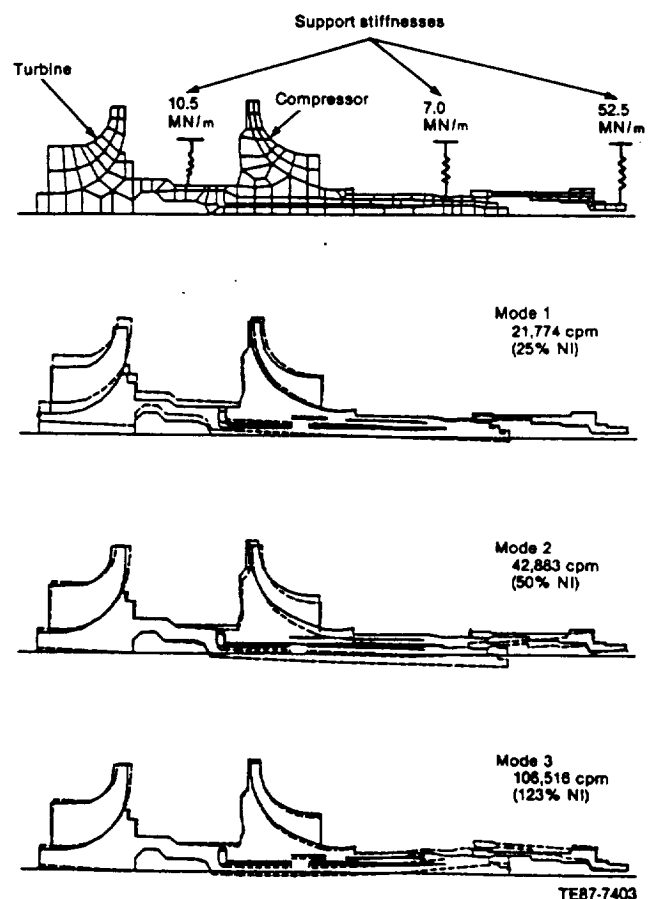 Support stiffnesses
Turbine
10.5
MN/m
Compressor
7.0
MN/m
52.5
MN/m
Mode 1
21,774 cpm
(25% NI)
Mode 2
42,883 cpm
(50% NI)
Mode 3
106,516 cpm
(123% NI)
TE87-7403